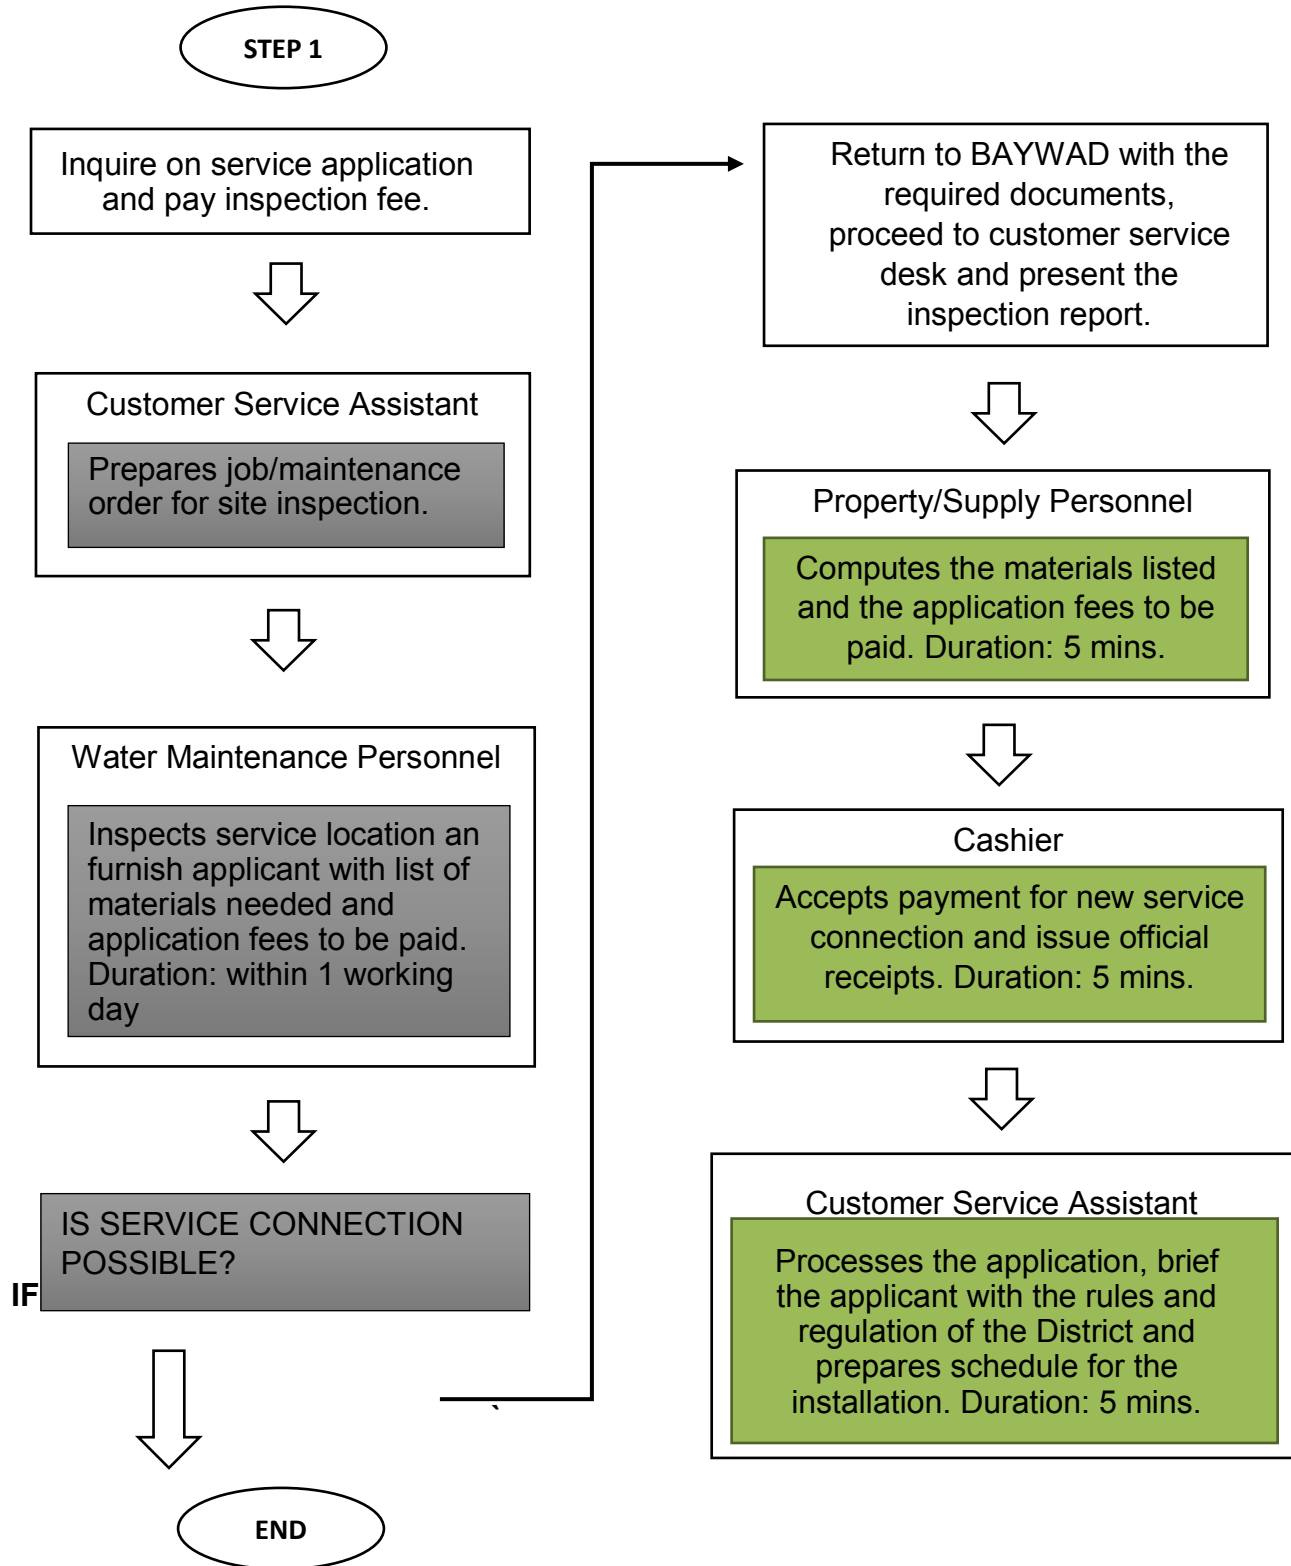 STEP 1
Inquire on service application
and pay inspection fee.
Customer Service Assistant
Prepares job/maintenance
order for site inspection.
Water Maintenance Personnel
Inspects service location an
furnish applicant with list of
materials needed and
application fees to be paid.
Duration: within 1 working
day
IS SERVICE CONNECTION
POSSIBLE?
IF
`
END
Return to BAYWAD with the
required documents,
proceed to customer service
desk and present the
inspection report.
Property/Supply Personnel
Computes the materials listed
and the application fees to be
paid. Duration: 5 mins.
Cashier
Accepts payment for new service
connection and issue official
receipts. Duration: 5 mins.
Customer Service Assistant
Processes the application, brief
the applicant with the rules and
regulation of the District and
prepares schedule for the
installation. Duration: 5 mins.